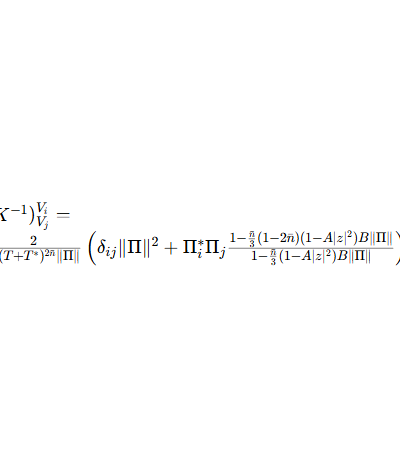 K^{-1})^{V_i}_{V_j} =
\frac{2}{(T+T^*)^{2\bar{n}}\|\Pi\|} \left( \delta_{ij}\|\Pi\|^2 + \Pi_i^*\Pi_j \frac{1-\frac{\bar{n}}{3}(1-2\bar{n})(1-A|z|^2)B\|\Pi\|}{1-\frac{\bar{n}}{3}(1-A|z|^2)B\|\Pi\|} \right)